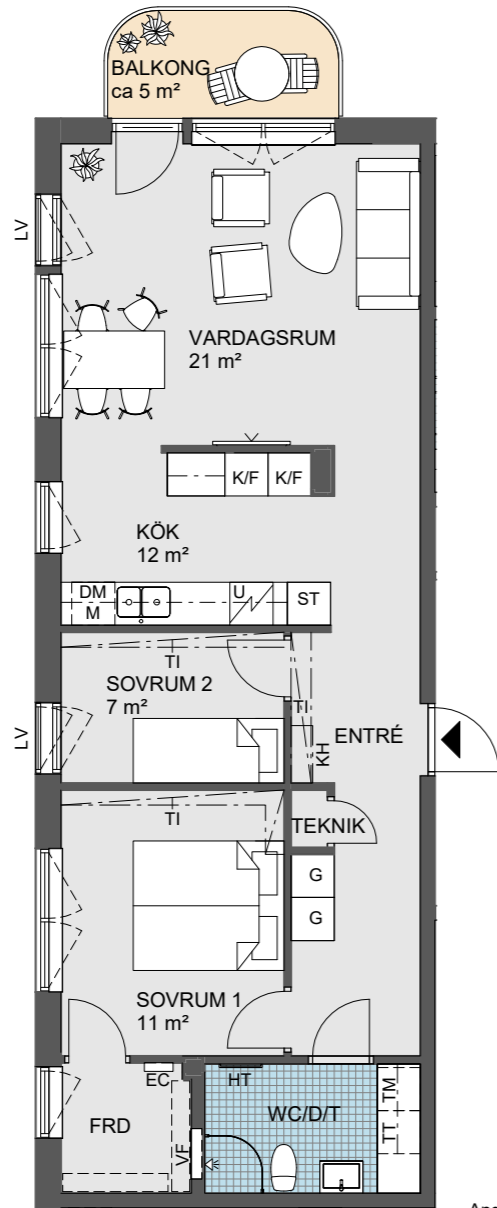 BALKONG
ca 5 m²
LV
VARDAGSRUM
21 m²
K/F K/F
KÖK
12 m²
DM
M
U
ST
TI
SOVRUM 2
7 m²
LV
TI
KH
ENTRÉ
TI
TEKNIK
G
G
SOVRUM 1
11 m²
EC
HT
FRD
VF
WC/D/T
TM
TT